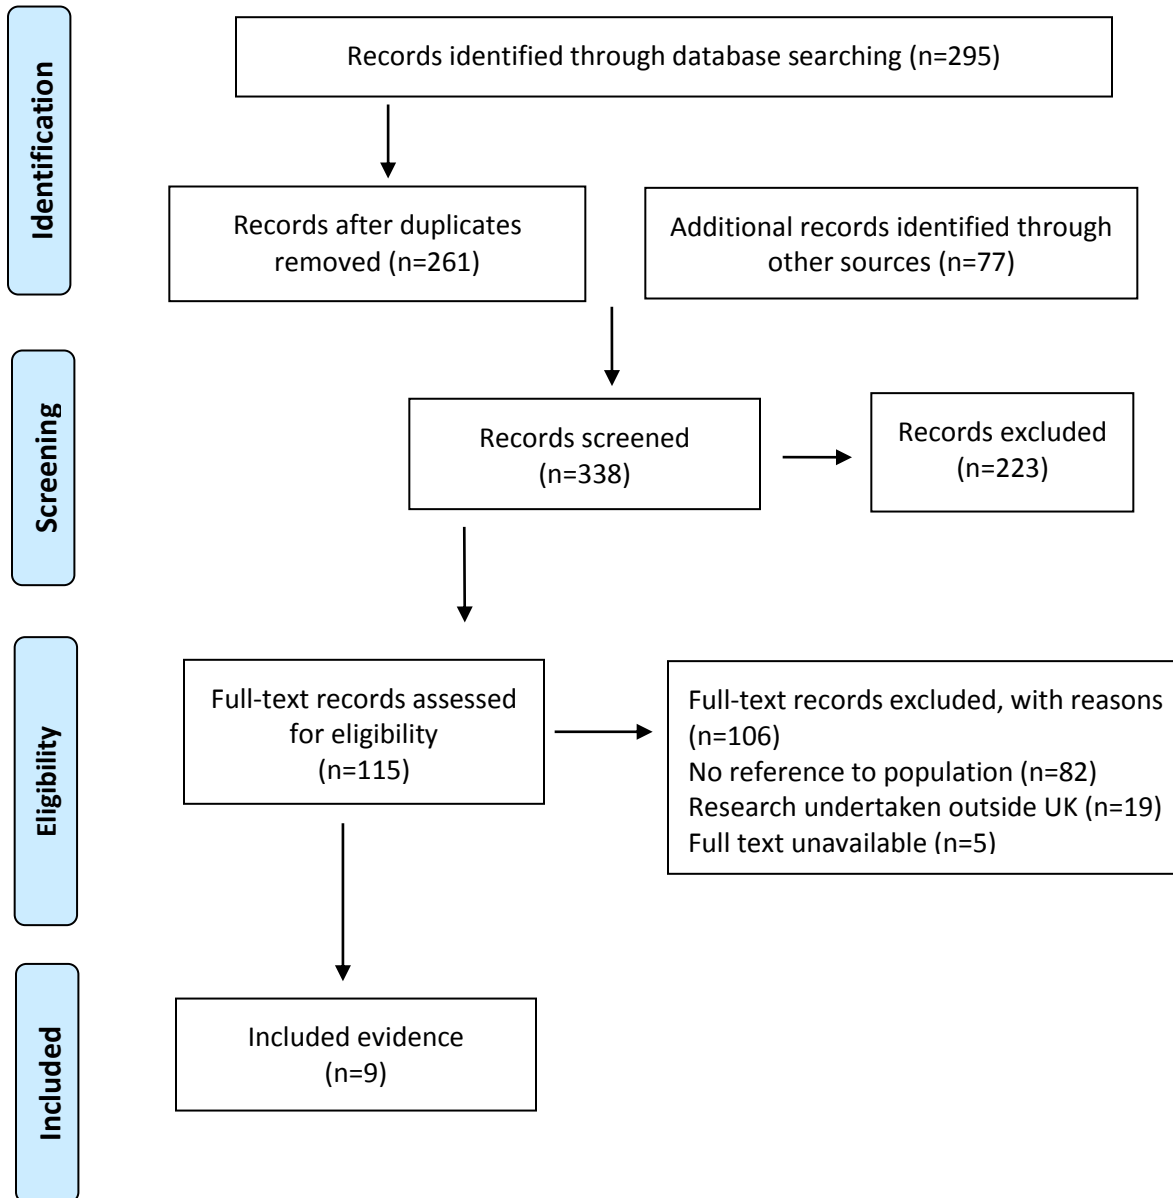 Identification
Records identified through database searching (n=295)
Records after duplicates
removed (n=261)
Additional records identified through
other sources (n=77)
Screening
Records screened
(n=338)
Records excluded
(n=223)
Eligibility
Full-text records assessed
for eligibility
(n=115)
Full-text records excluded, with reasons
(n=106)
No reference to population (n=82)
Research undertaken outside UK (n=19)
Full text unavailable (n=5)
Included
Included evidence
(n=9)